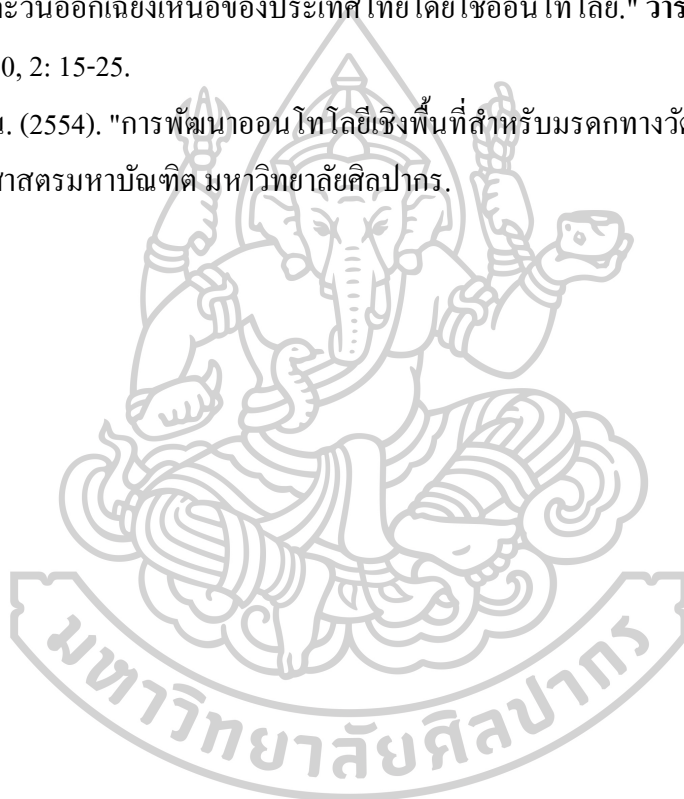 ะวันออกเฉียงเหนือของประเทศไทยโดยใช้ออนโทโลยี." วาร
0, 2: 15-25.
น. (2554). "การพัฒนาออนโทโลยีเชิงพื้นที่สำหรับมรดกทางวัด
ศาสตรมหาบัณฑิต มหาวิทยาลัยศิลปากร.
มหาวิทยาลัยศิลปากร